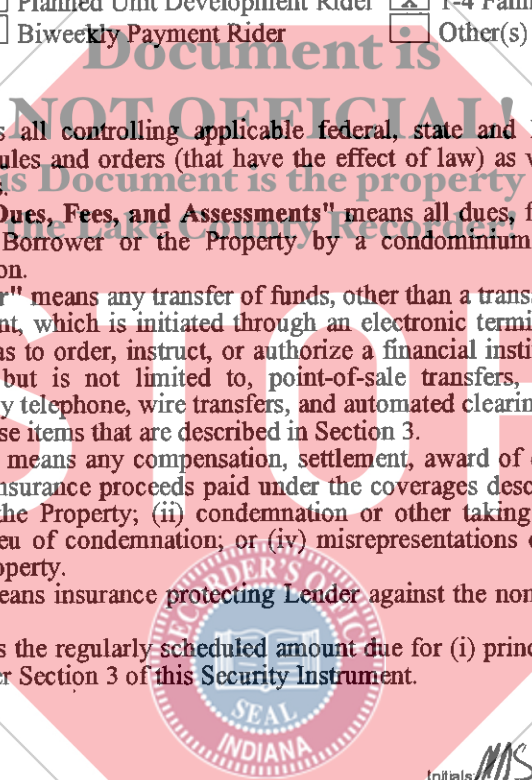 Planned Unit Development Rider X 1-4 Fam
Biweekly Payment Rider Other(s)
Document is
NOT OFFICIAL!
s all controlling applicable federal, state and
ules and orders (that have the effect of law) as
s.
is Document is the property
Dues, Fees, and Assessments" means all dues, f
the Lake County Recorder!
Borrower or the Property by a condominium
on.
r" means any transfer of funds, other than a trans
nt, which is initiated through an electronic termi
as to order, instruct, or authorize a financial insti
but is not limited to, point-of-sale transfers,
y telephone, wire transfers, and automated clearin
se items that are described in Section 3.
STOP
means any compensation, settlement, award of
nsurance proceeds paid under the coverages desc
the Property; (ii) condemnation or other taking
eu of condemnation; or (iv) misrepresentations
operty.
eans insurance protecting Lender against the non
s the regularly scheduled amount due for (i) princ
er Section 3 of this Security Instrument.
RECORDER'S OFFIC
SEAL
INDIANA
Initials: